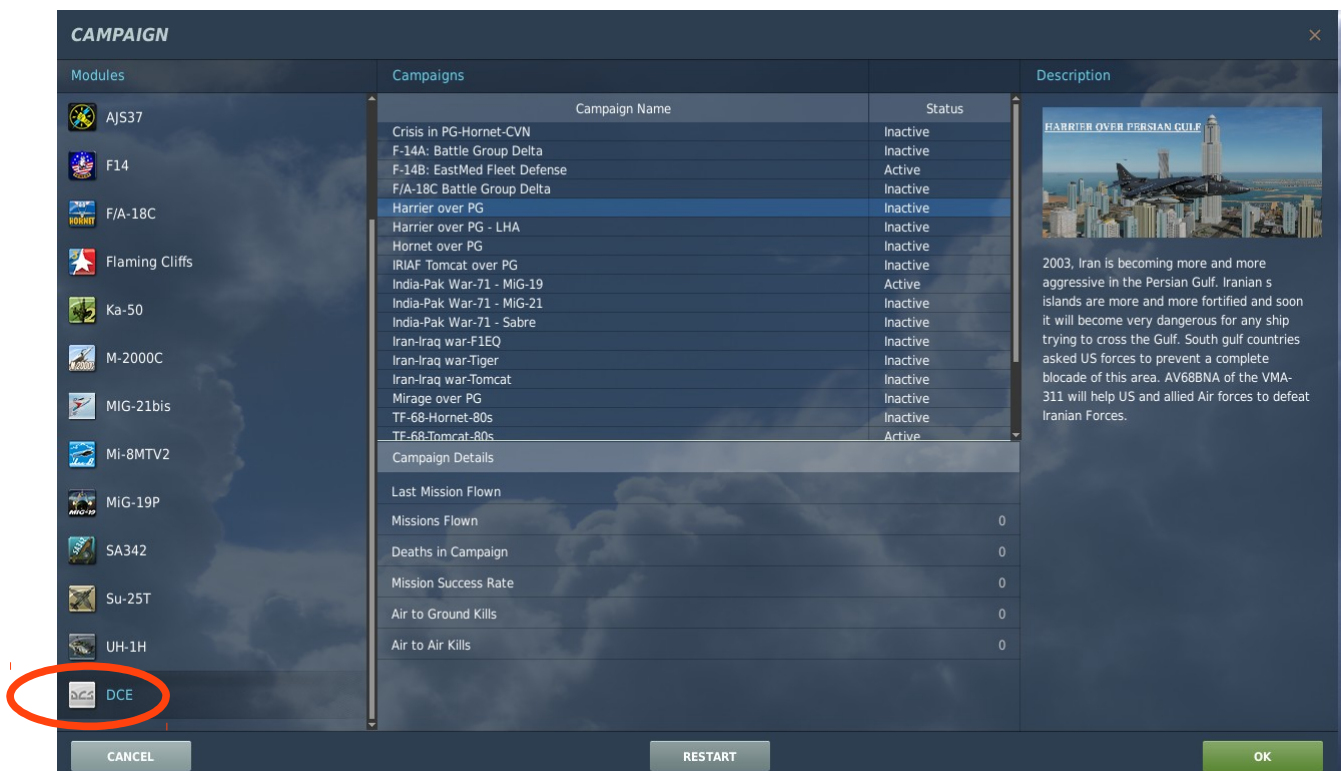 CAMPAIGN
Modules
Campaigns
Description
AJS37
F14
F/A-18C
HORNET
Flaming Cliffs
Ka-50
M-2000C
MIG-21bis
Mi-8MTV2
MiG-19P
MIG-19
SA342
Su-25T
UH-1H
DCS
DCE
Campaign Name Status
Crisis in PG-Hornet-CVN Inactive
F-14A: Battle Group Delta Inactive
F-14B: EastMed Fleet Defense Active
F/A-18C Battle Group Delta Inactive
Harrier over PG Inactive
Harrier over PG - LHA Inactive
Hornet over PG Inactive
IRIAF Tomcat over PG Inactive
India-Pak War-71 - MiG-19 Active
India-Pak War-71 - MiG-21 Inactive
India-Pak War-71 - Sabre Inactive
Iran-Iraq war-F1EQ Inactive
Iran-Iraq war-Tiger Inactive
Iran-Iraq war-Tomcat Inactive
Mirage over PG Inactive
TF-68-Hornet-80s Inactive
TF-68-Tomcat-80s Active
Campaign Details
Last Mission Flown
Missions Flown 0
Deaths in Campaign 0
Mission Success Rate 0
Air to Ground Kills 0
Air to Air Kills 0
HARRIER OVER PERSIAN GULF
2003, Iran is becoming more and more
aggressive in the Persian Gulf. Iranian s
islands are more and more fortified and soon
it will become very dangerous for any ship
trying to cross the Gulf. South gulf countries
asked US forces to prevent a complete
blocade of this area. AV68BNA of the VMA-
311 will help US and allied Air forces to defeat
Iranian Forces.
CANCEL
RESTART
OK